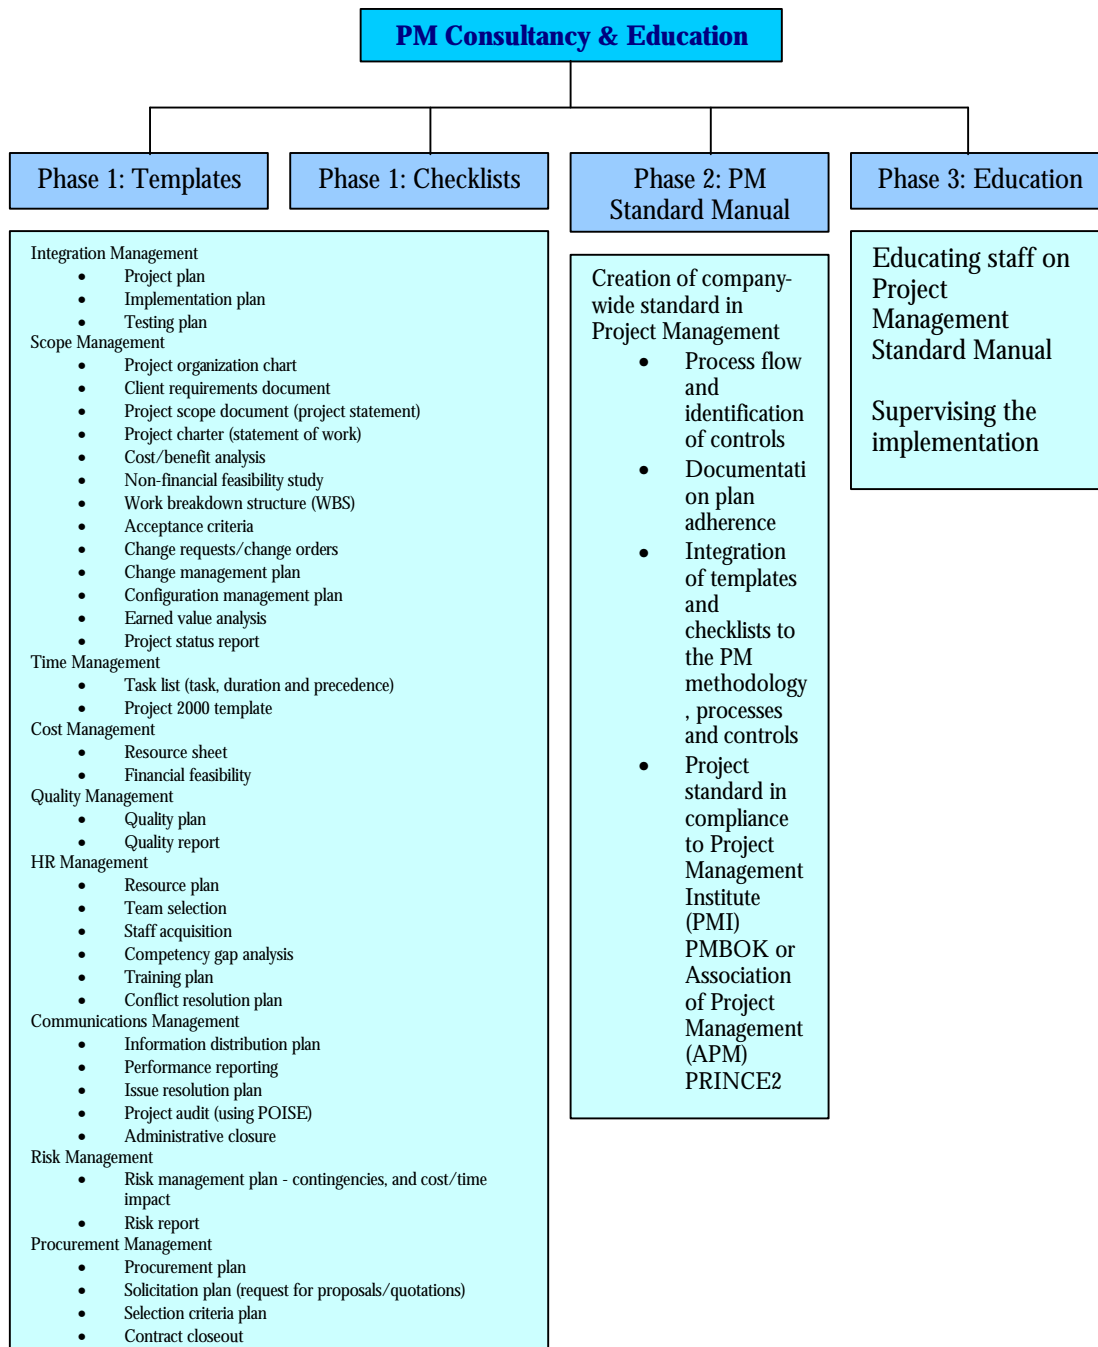 PM Consultancy & Education
Phase 1: Templates
Phase 1: Checklists
Phase 2: PM
Standard Manual
Phase 3: Education
Integration Management
• Project plan
• Implementation plan
• Testing plan
Scope Management
• Project organization chart
• Client requirements document
• Project scope document (project statement)
• Project charter (statement of work)
• Cost/benefit analysis
• Non-financial feasibility study
• Work breakdown structure (WBS)
• Acceptance criteria
• Change requests/change orders
• Change management plan
• Configuration management plan
• Earned value analysis
• Project status report
Time Management
• Task list (task, duration and precedence)
• Project 2000 template
Cost Management
• Resource sheet
• Financial feasibility
Quality Management
• Quality plan
• Quality report
HR Management
• Resource plan
• Team selection
• Staff acquisition
• Competency gap analysis
• Training plan
• Conflict resolution plan
Communications Management
• Information distribution plan
• Performance reporting
• Issue resolution plan
• Project audit (using POISE)
• Administrative closure
Risk Management
• Risk management plan - contingencies, and cost/time
impact
• Risk report
Procurement Management
• Procurement plan
• Solicitation plan (request for proposals/quotations)
• Selection criteria plan
• Contract closeout
Creation of company-
wide standard in
Project Management
• Process flow
and
identification
of controls
• Documentati
on plan
adherence
• Integration
of templates
and
checklists to
the PM
methodology
, processes
and controls
• Project
standard in
compliance
to Project
Management
Institute
(PMI)
PMBOK or
Association
of Project
Management
(APM)
PRINCE2
Educating staff on
Project
Management
Standard Manual
Supervising the
implementation